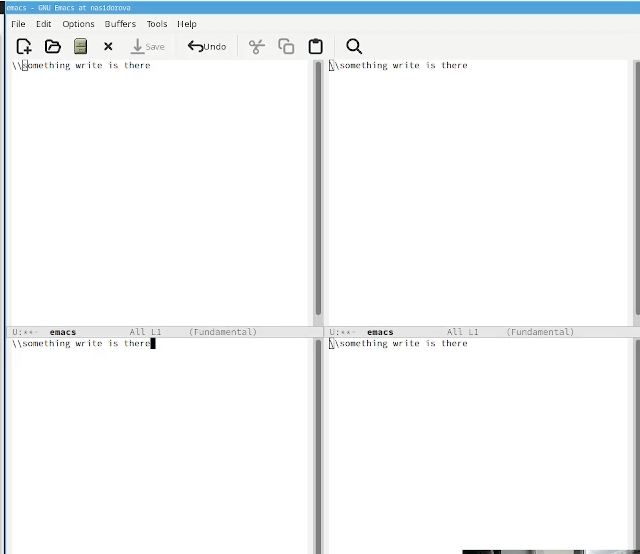 emacs - GNU Emacs at nasidorova
File Edit Options Buffers Tools Help
Save Undo
\\something write is there
\\something write is there
U:**- emacs All L1 (Fundamental)
U:**- emacs All L1 (Fundamental)
\\something write is there
\\something write is there